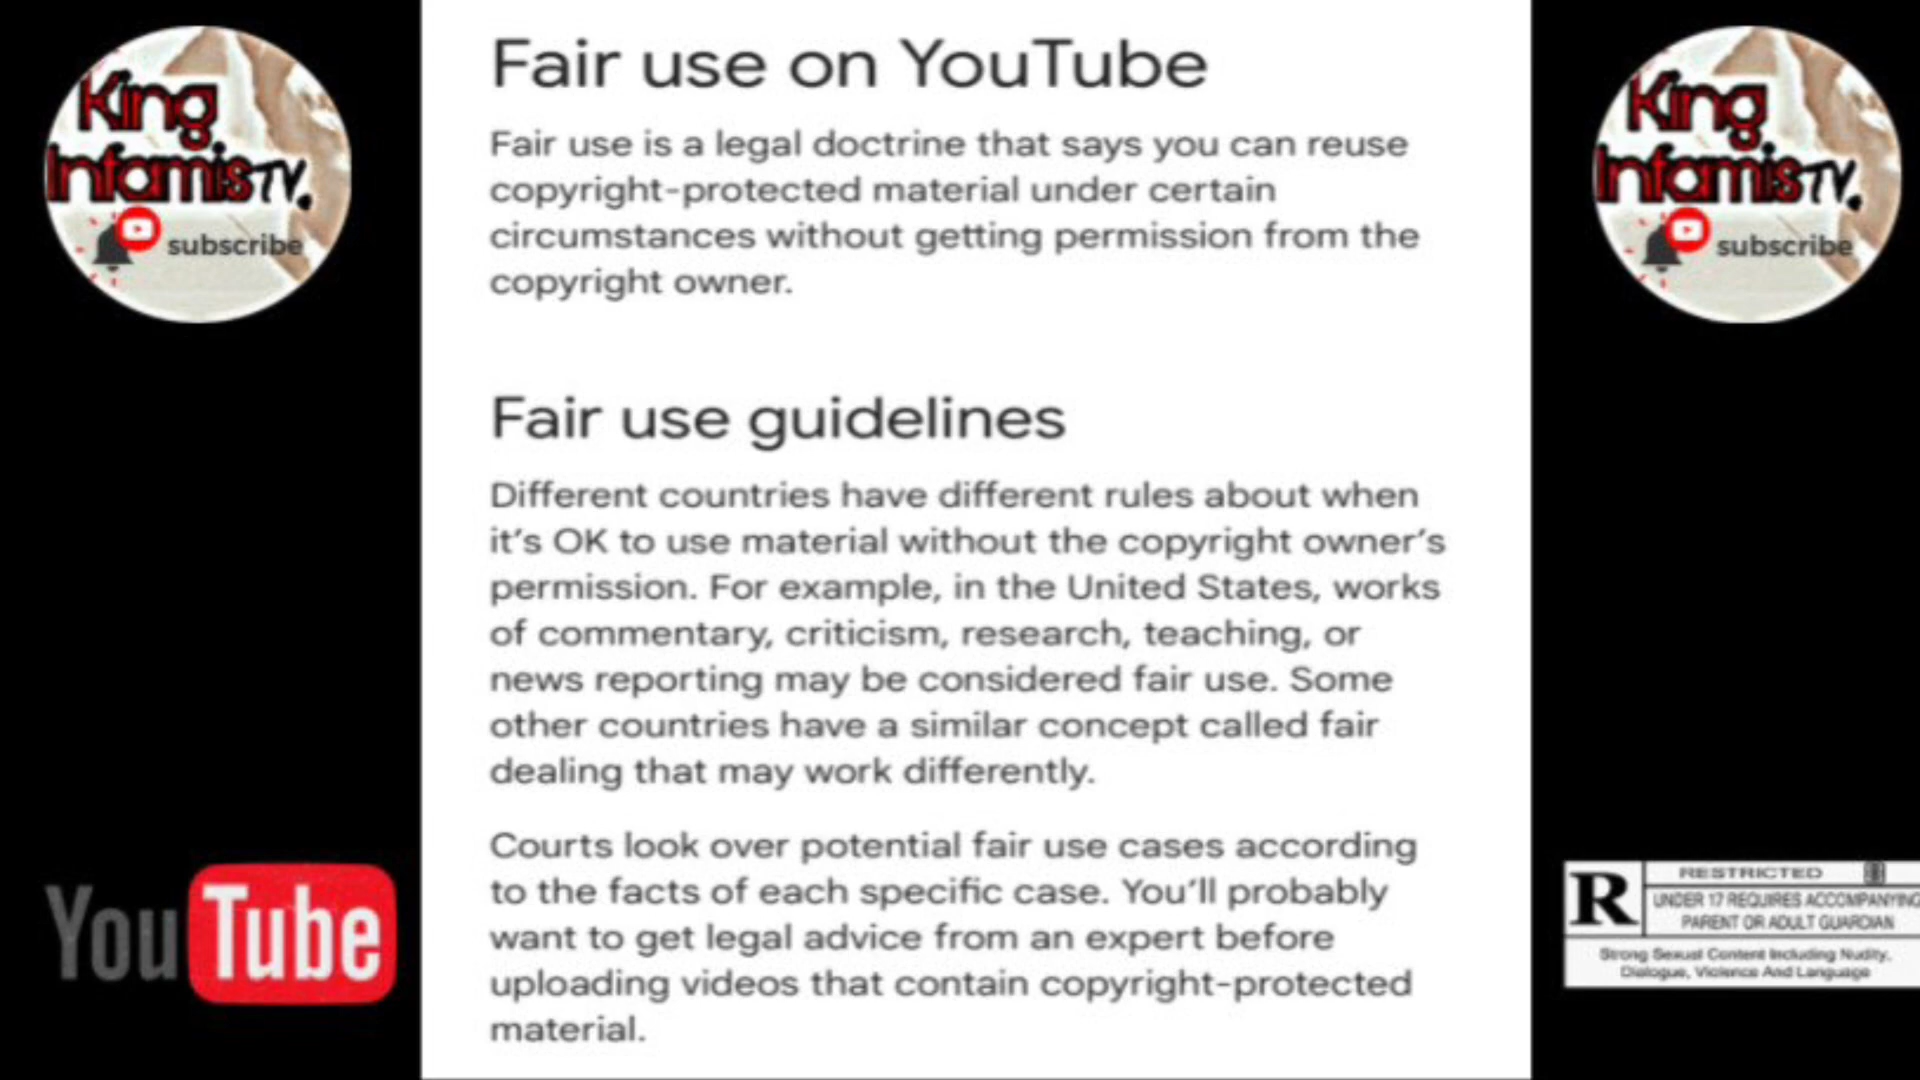 King
InfamisTV.
subscribe
Fair use on YouTube
Fair use is a legal doctrine that says you can reuse
copyright-protected material under certain
circumstances without getting permission from the
copyright owner.
Fair use guidelines
Different countries have different rules about when
it's OK to use material without the copyright owner's
permission. For example, in the United States, works
of commentary, criticism, research, teaching, or
news reporting may be considered fair use. Some
other countries have a similar concept called fair
dealing that may work differently.
Courts look over potential fair use cases according
to the facts of each specific case. You'll probably
want to get legal advice from an expert before
uploading videos that contain copyright-protected
material.
King
InfamisTV.
subscribe
YouTube
R
RESTRICTED
UNDER 17 REQUIRES ACCOMPANYING
PARENT OR ADULT GUARDIAN
Strong Sexual Content Including Nudity,
Dialogue, Violence And Language